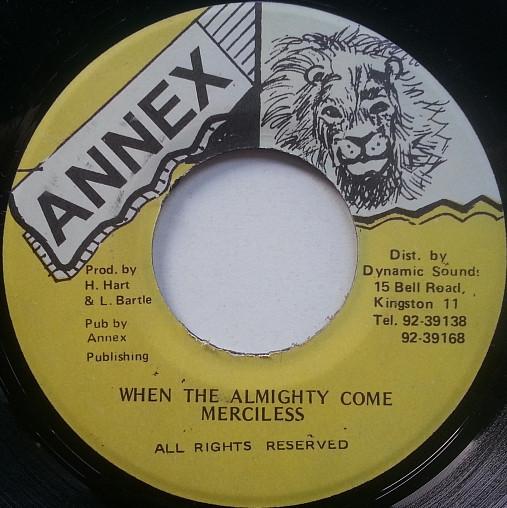 ANNEX
Prod. by
H. Hart
& L. Bartle
Pub by
Annex
Publishing
Dist. by
Dynamic Sounds
15 Bell Road,
Kingston 11
Tel. 92-39138
92-39168
WHEN THE ALMIGHTY COME
MERCILESS
ALL RIGHTS RESERVED